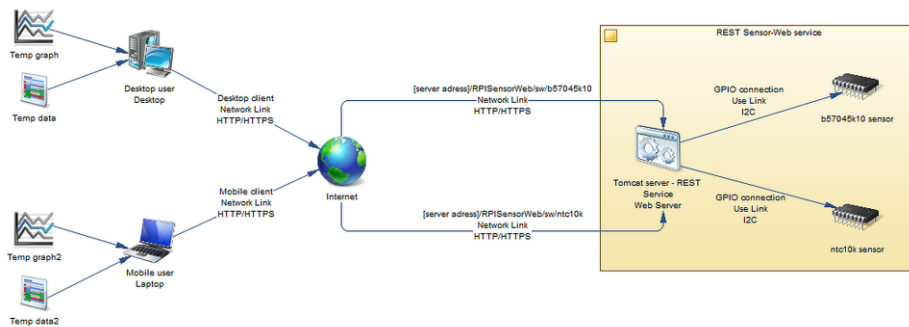 Temp graph
Temp data
Desktop user
Desktop
Desktop client
Network Link
HTTP/HTTPS
Temp graph2
Temp data2
Mobile user
Laptop
Mobile client
Network Link
HTTP/HTTPS
Internet
[server adress]/RPISensorWeb/sw/b57045k10
Network Link
HTTP/HTTPS
[server adress]/RPISensorWeb/sw/ntc10k
Network Link
HTTP/HTTPS
REST Sensor-Web service
Tomcat server - REST
Service
Web Server
GPIO connection
Use Link
I2C
b57045k10 sensor
GPIO connection
Use Link
I2C
ntc10k sensor